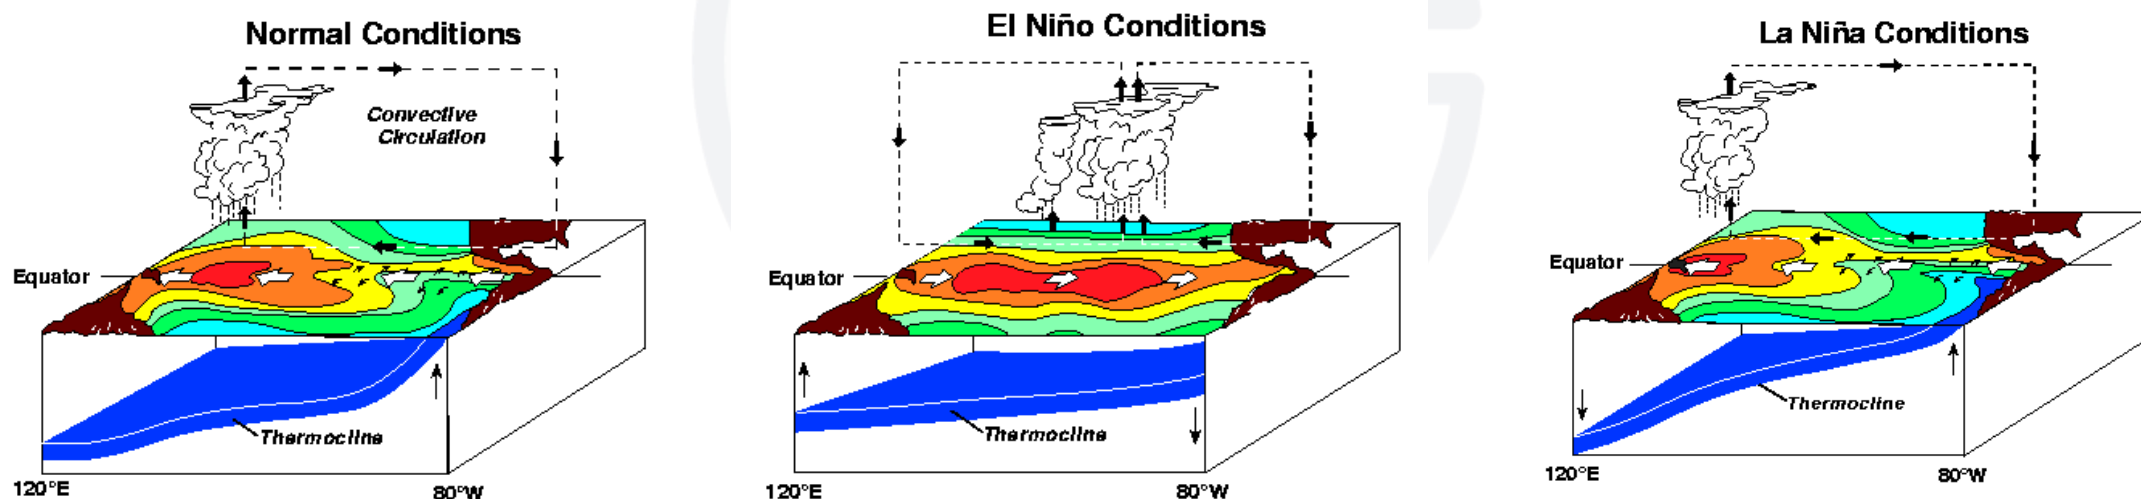 Normal Conditions
Convective
Circulation
Equator
Thermocline
120°E
80°W
El Niño Conditions
Equator
Thermocline
120°E
80°W
La Niña Conditions
Equator
Thermocline
120°E
80°W